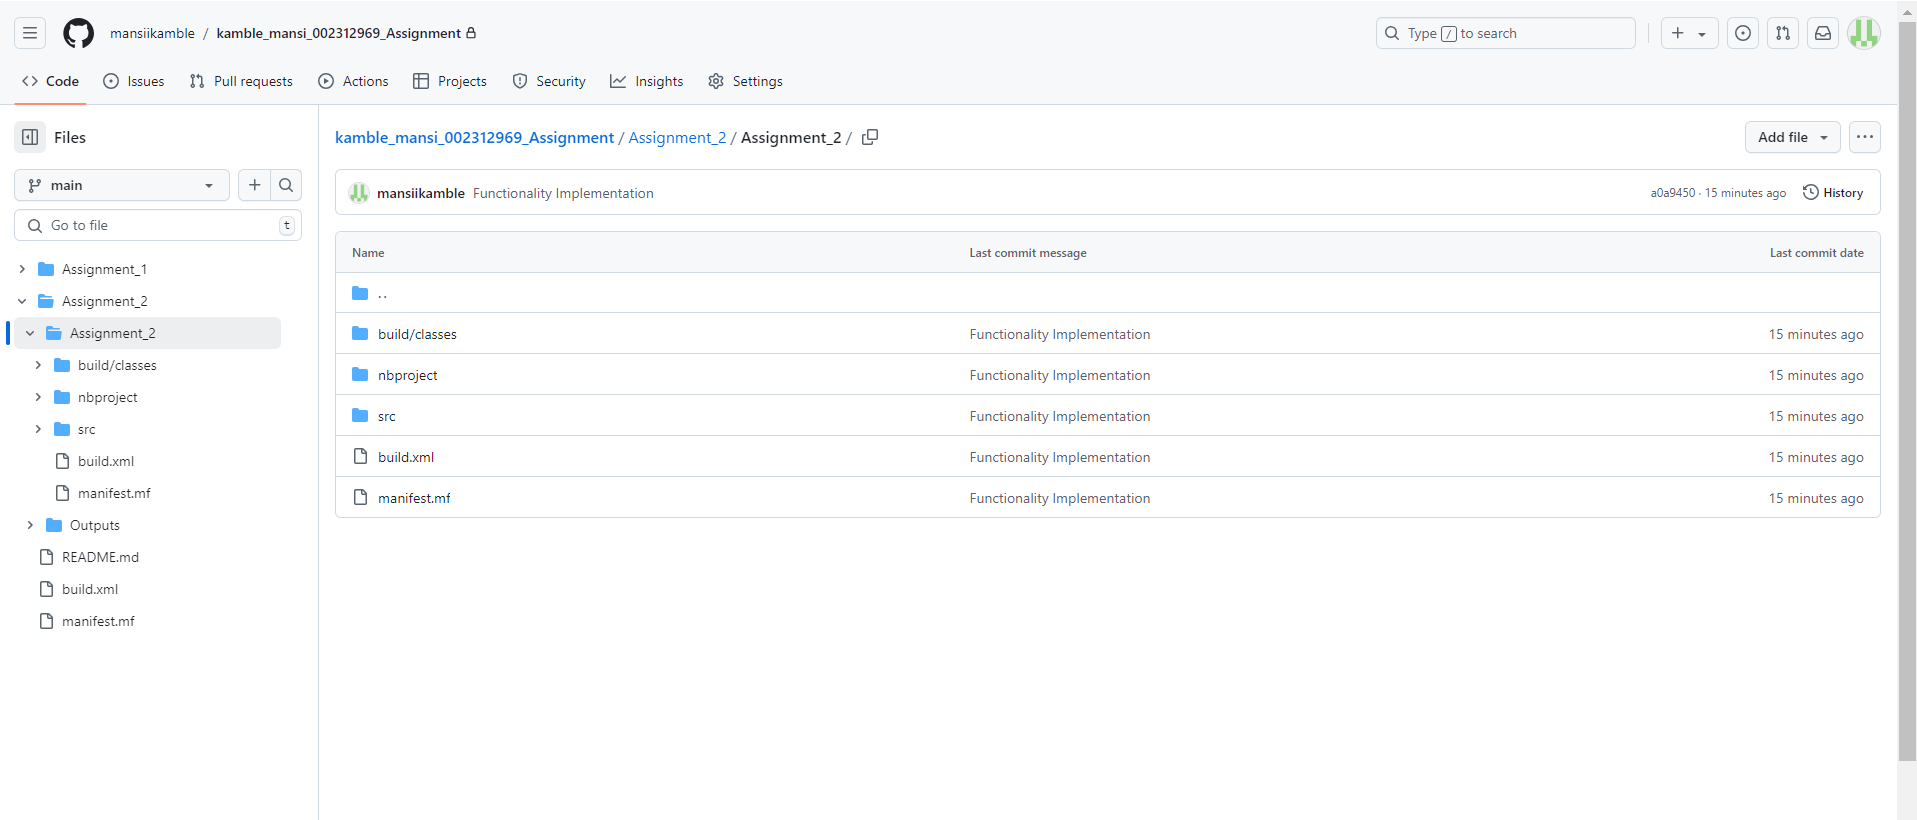 mansiikamble / kamble_mansi_002312969_Assignment
Type / to search
Code Issues Pull requests Actions Projects Security Insights Settings
Files
main
Go to file t
Assignment_1
Assignment_2
Assignment_2
build/classes
nbproject
src
build.xml
manifest.mf
Outputs
README.md
build.xml
manifest.mf
kamble_mansi_002312969_Assignment / Assignment_2 / Assignment_2 /
Add file
mansiikamble Functionality Implementation a0a9450 · 15 minutes ago History
Name Last commit message Last commit date
..
build/classes Functionality Implementation 15 minutes ago
nbproject Functionality Implementation 15 minutes ago
src Functionality Implementation 15 minutes ago
build.xml Functionality Implementation 15 minutes ago
manifest.mf Functionality Implementation 15 minutes ago